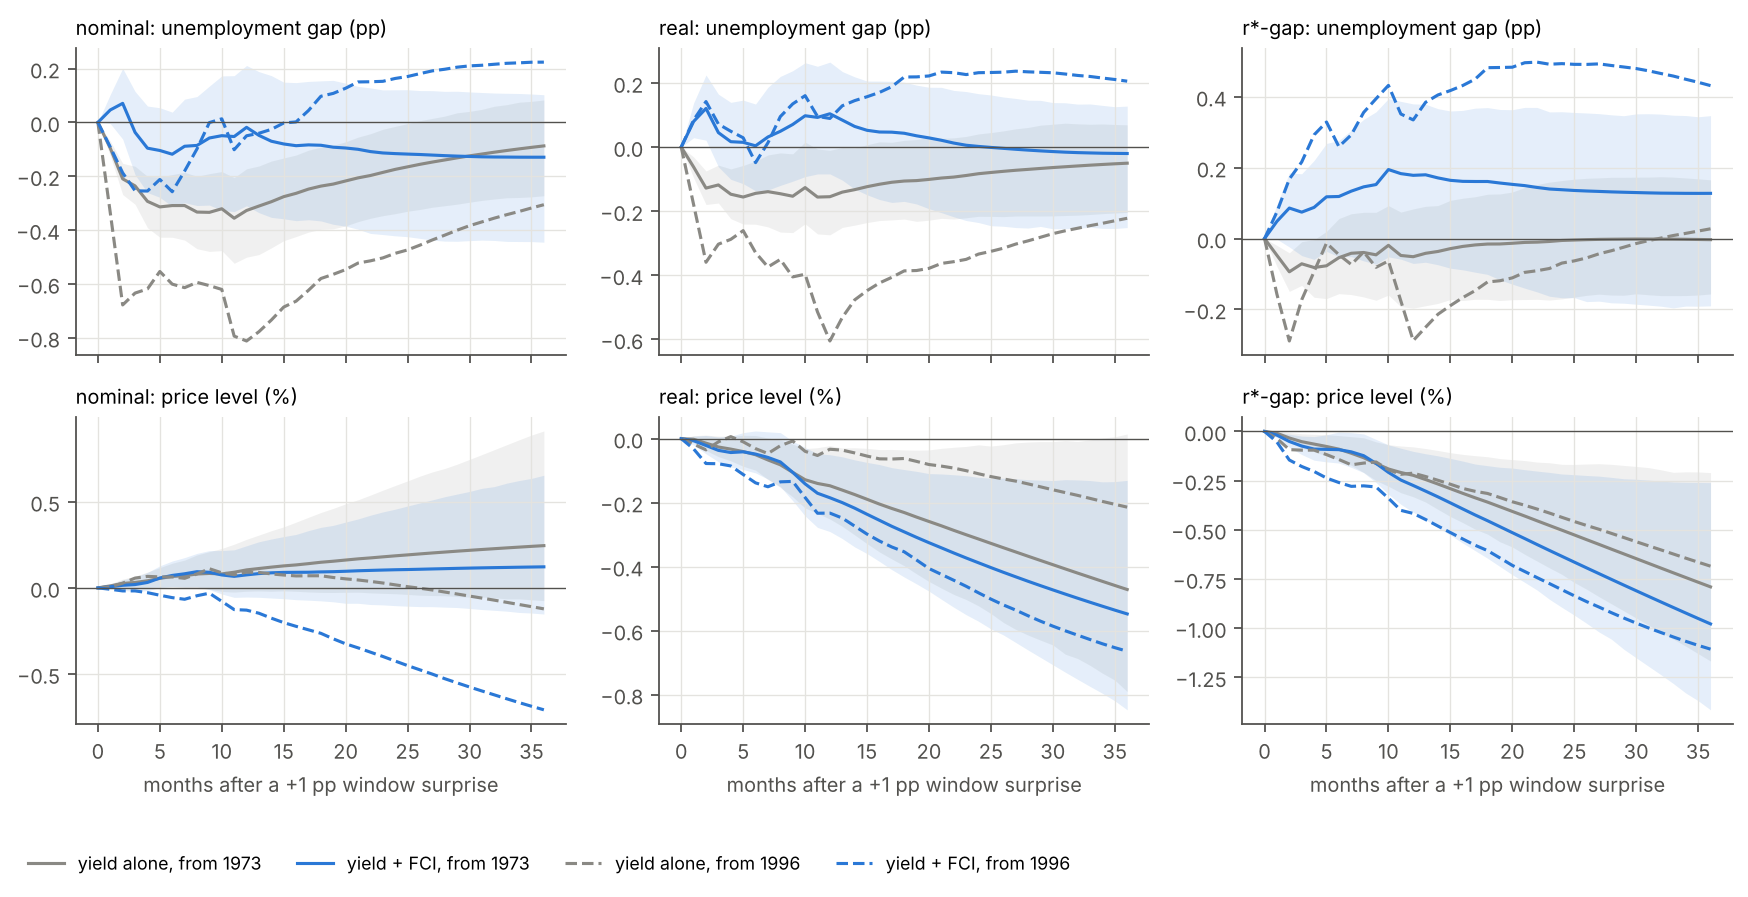 nominal: unemployment gap (pp)
real: unemployment gap (pp)
r*-gap: unemployment gap (pp)
0.2
0.0
−0.2
−0.4
−0.6
−0.8
0.2
0.0
−0.2
−0.4
−0.6
0.4
0.2
0.0
−0.2
nominal: price level (%)
real: price level (%)
r*-gap: price level (%)
0.5
0.0
−0.5
0.0
−0.2
−0.4
−0.6
−0.8
0.00
−0.25
−0.50
−0.75
−1.00
−1.25
0 5 10 15 20 25 30 35
0 5 10 15 20 25 30 35
0 5 10 15 20 25 30 35
months after a +1 pp window surprise
months after a +1 pp window surprise
months after a +1 pp window surprise
yield alone, from 1973
yield + FCI, from 1973
yield alone, from 1996
yield + FCI, from 1996